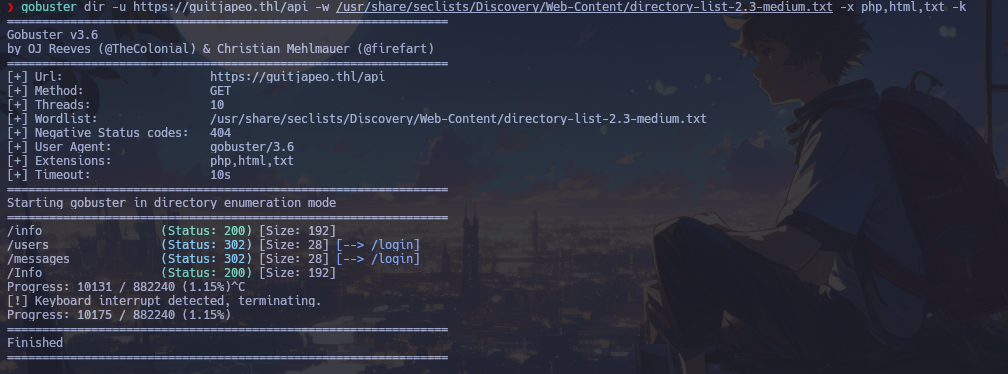 ❯ gobuster dir -u https://guitjapeo.thl/api -w /usr/share/seclists/Discovery/Web-Content/directory-list-2.3-medium.txt -x php,html,txt -k
===============================================================
Gobuster v3.6
by OJ Reeves (@TheColonial) & Christian Mehlmauer (@firefart)
===============================================================
[+] Url: https://guitjapeo.thl/api
[+] Method: GET
[+] Threads: 10
[+] Wordlist: /usr/share/seclists/Discovery/Web-Content/directory-list-2.3-medium.txt
[+] Negative Status codes: 404
[+] User Agent: gobuster/3.6
[+] Extensions: php,html,txt
[+] Timeout: 10s
===============================================================
Starting gobuster in directory enumeration mode
===============================================================
/info (Status: 200) [Size: 192]
/users (Status: 302) [Size: 28] [--> /login]
/messages (Status: 302) [Size: 28] [--> /login]
/Info (Status: 200) [Size: 192]
Progress: 10131 / 882240 (1.15%)^C
[!] Keyboard interrupt detected, terminating.
Progress: 10175 / 882240 (1.15%)
===============================================================
Finished
===============================================================